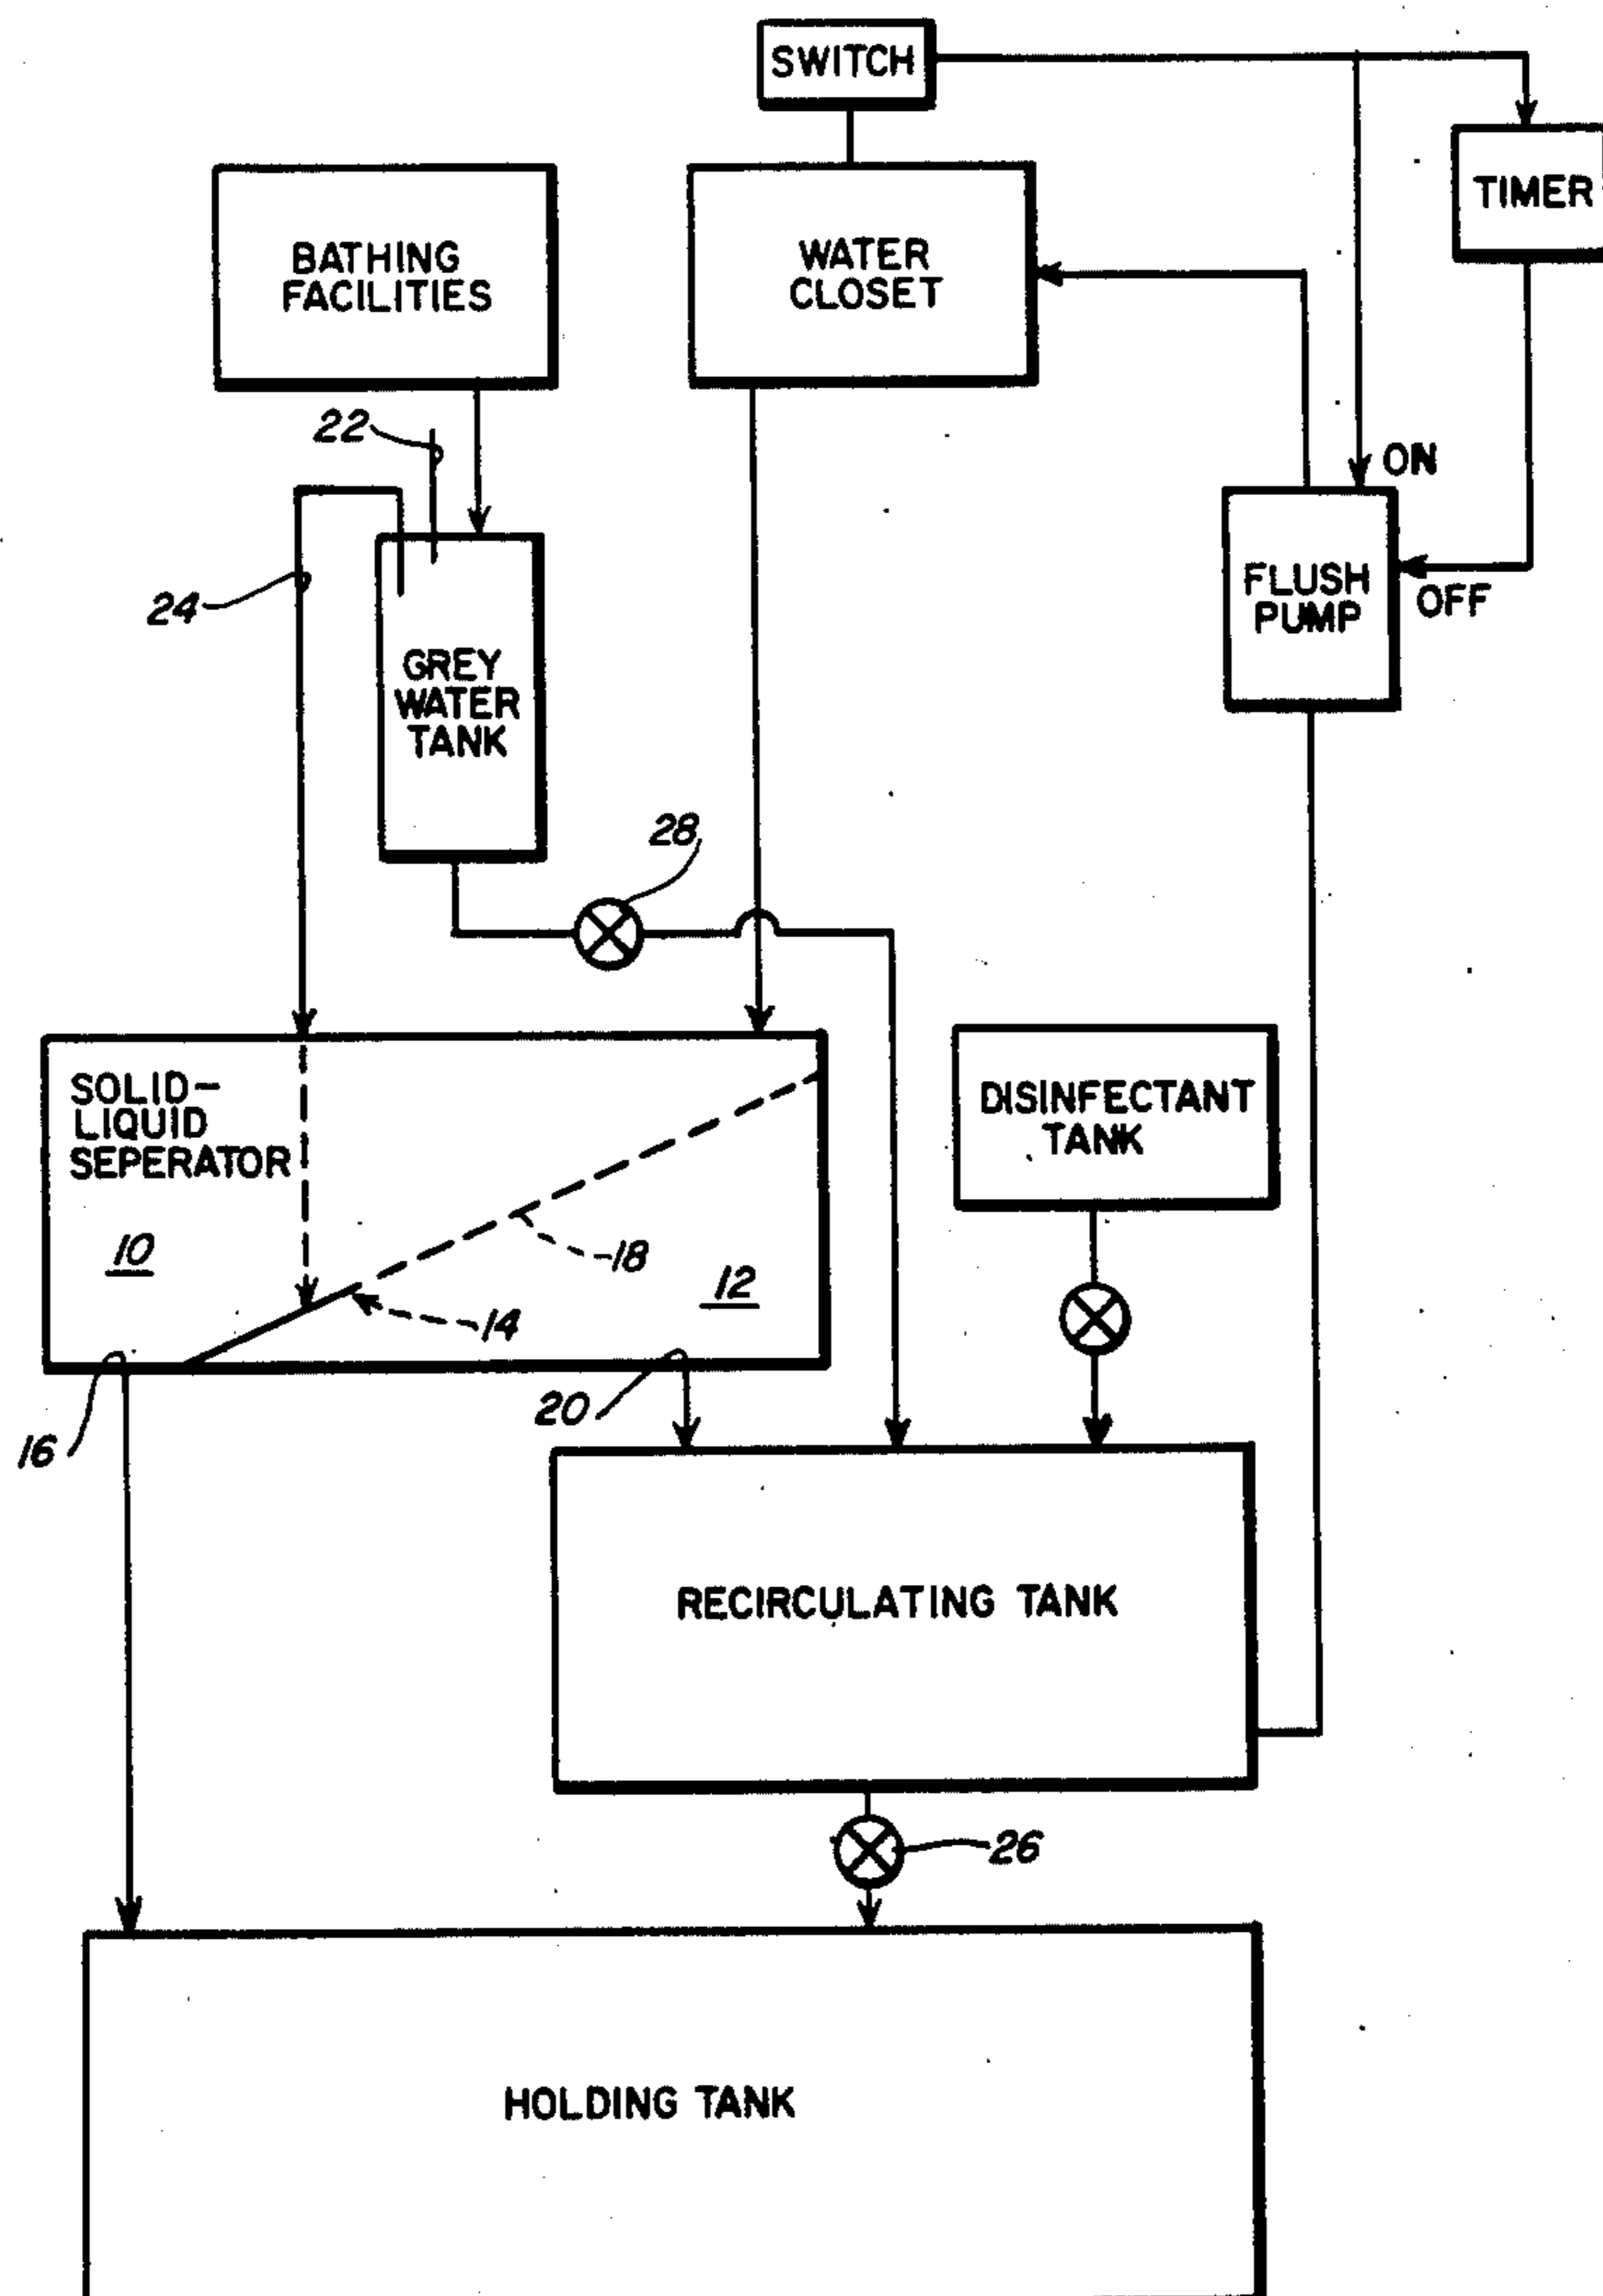 SWITCH
TIMER
BATHING
FACILITIES
WATER
CLOSET
22
ON
24
FLUSH
PUMP
OFF
GREY
WATER
TANK
28
SOLID-
LIQUID
SEPERATOR
DISINFECTANT
TANK
10
18
12
14
20
16
RECIRCULATING TANK
26
HOLDING TANK